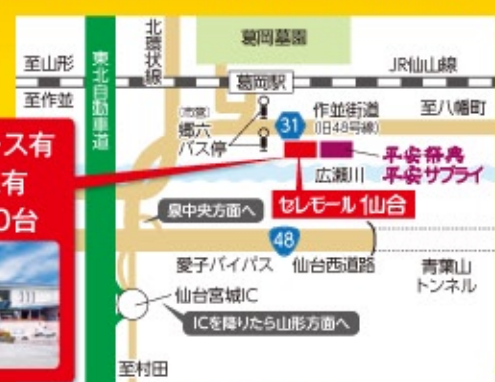 北環状線
葛岡墓園
至山形
東北自動車道
JR仙山線
葛岡駅
至作並
(市営)
郷六
バス停
31
作並街道
(旧48号線)
至八幡町
ス有
有
0台
平安祭典
平安サプライ
広瀬川
セレモール仙台
泉中央方面へ
48
愛子バイパス
仙台西道路
青葉山
トンネル
仙台宮城IC
ICを降りたら山形方面へ
至村田